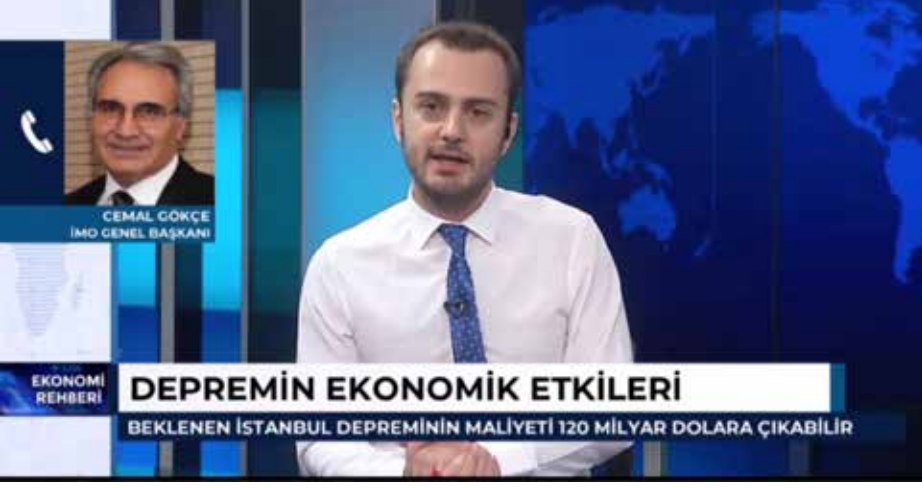 CEMAL GÖKÇE
İMO GENEL BAŞKANI
EKONOMİ
REHBERİ
DEPREMİN EKONOMİK ETKİLERİ
BEKLENEN İSTANBUL DEPREMİNİN MALİYETİ 120 MİLYAR DOLARA ÇIKABİLİR